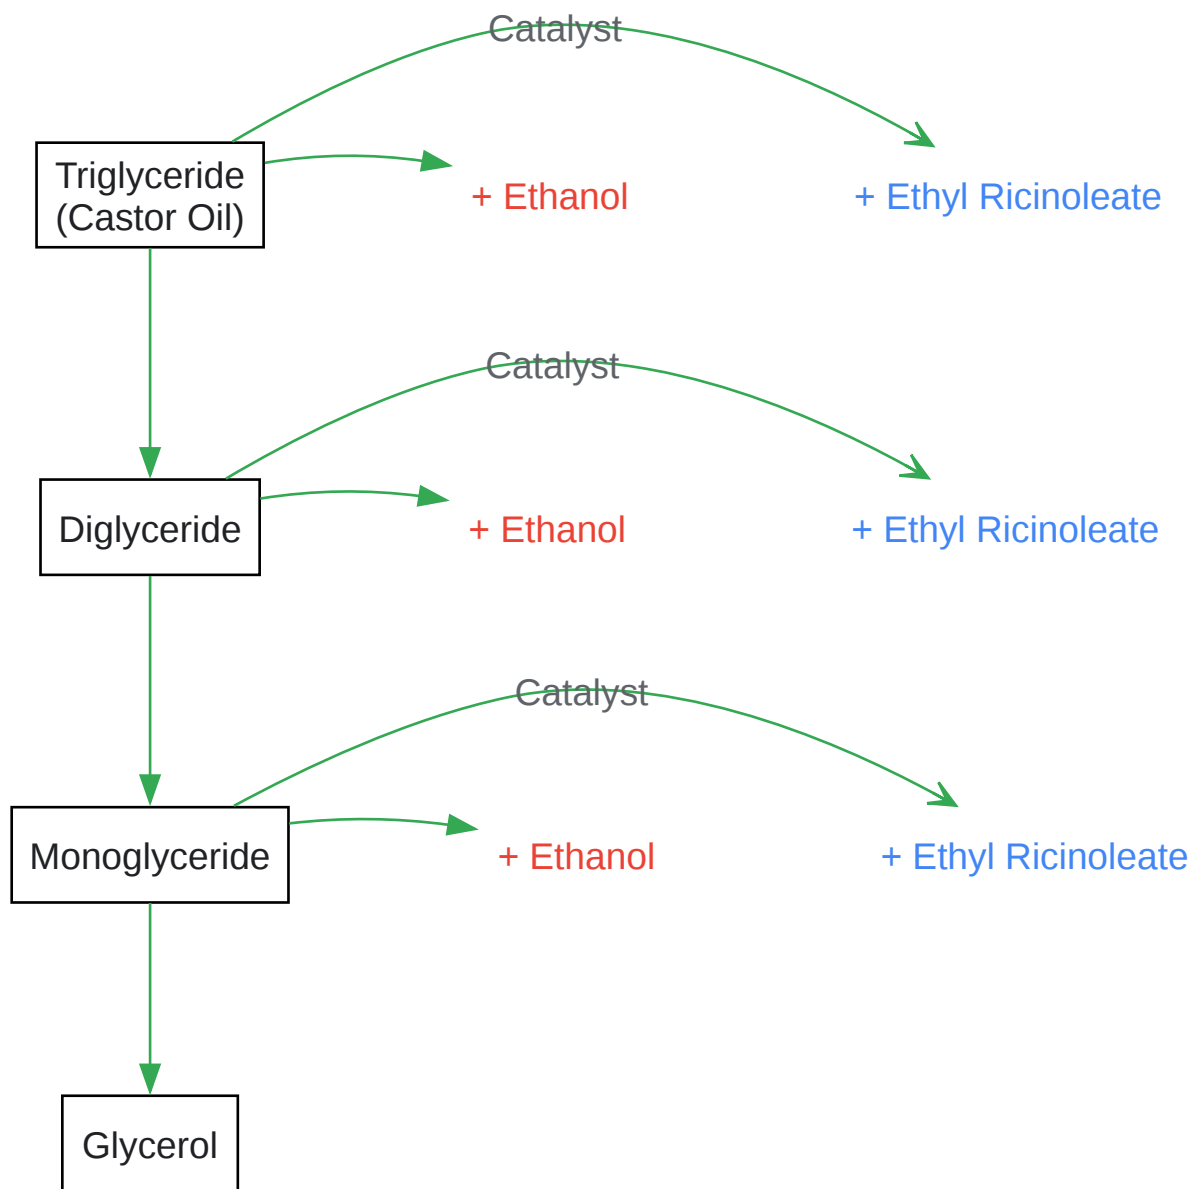 Catalyst
Triglyceride
(Castor Oil)
+ Ethanol
+ Ethyl Ricinoleate
Catalyst
Diglyceride
+ Ethanol
+ Ethyl Ricinoleate
Catalyst
Monoglyceride
+ Ethanol
+ Ethyl Ricinoleate
Glycerol